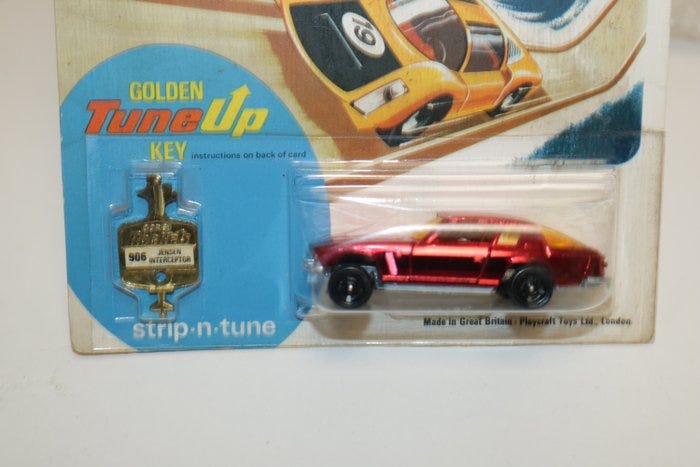 19
GOLDEN
TuneUp
KEY instructions on back of card
906 JENSEN
INTERCEPTOR
strip-n-tune
Made in Great Britain · Playcraft Toys Ltd., London